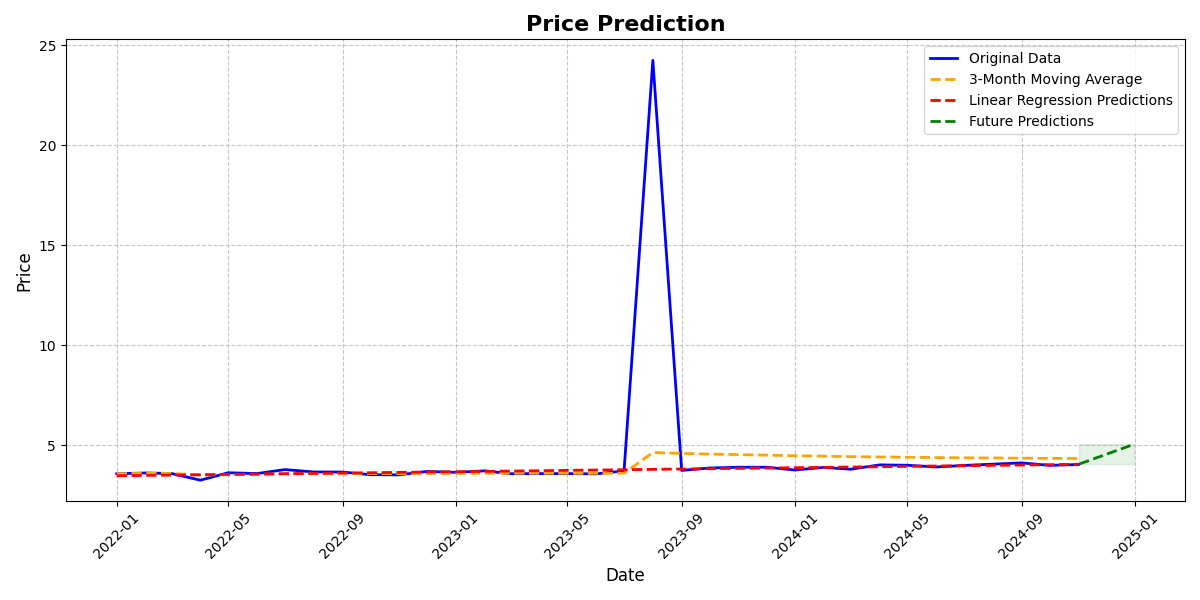 Price Prediction
Original Data
3-Month Moving Average
Linear Regression Predictions
Future Predictions
25
20
15
10
5
Price
2022-01
2022-05
2022-09
2023-01
2023-05
2023-09
2024-01
2024-05
2024-09
2025-01
Date